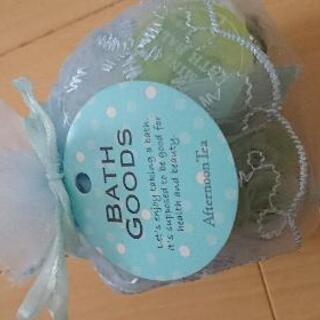 BATH
GOODS
Let's enjoy taking a bath.
it's supposed to be good for
health and beauty.
Afternoon Tea